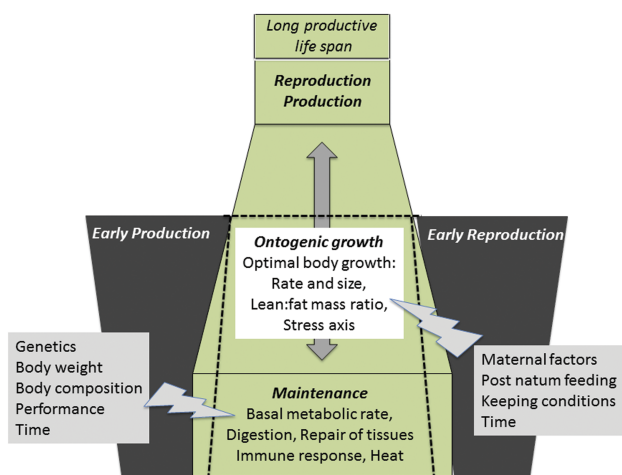 Long productive
life span
Reproduction
Production
Early Production
Early Reproduction
Ontogenic growth
Optimal body growth:
Rate and size,
Lean:fat mass ratio,
Stress axis
Genetics
Body weight
Body composition
Performance
Time
Maternal factors
Post natum feeding
Keeping conditions
Time
Maintenance
Basal metabolic rate,
Digestion, Repair of tissues
Immune response, Heat